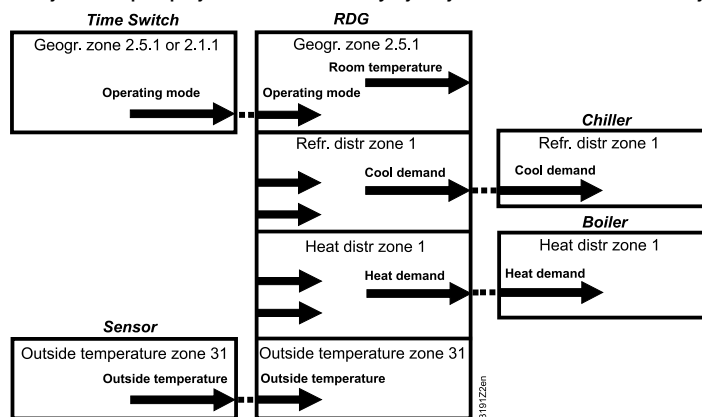 Time Switch
RDG
Geogr. zone 2.5.1 or 2.1.1
Geogr. zone 2.5.1
Room temperature
Operating mode
Operating mode
Chiller
Refr. distr zone 1
Refr. distr zone 1
Cool demand
Cool demand
Boiler
Heat distr zone 1
Heat distr zone 1
Heat demand
Heat demand
Sensor
Outside temperature zone 31
Outside temperature zone 31
Outside temperature
Outside temperature
3191Z2en